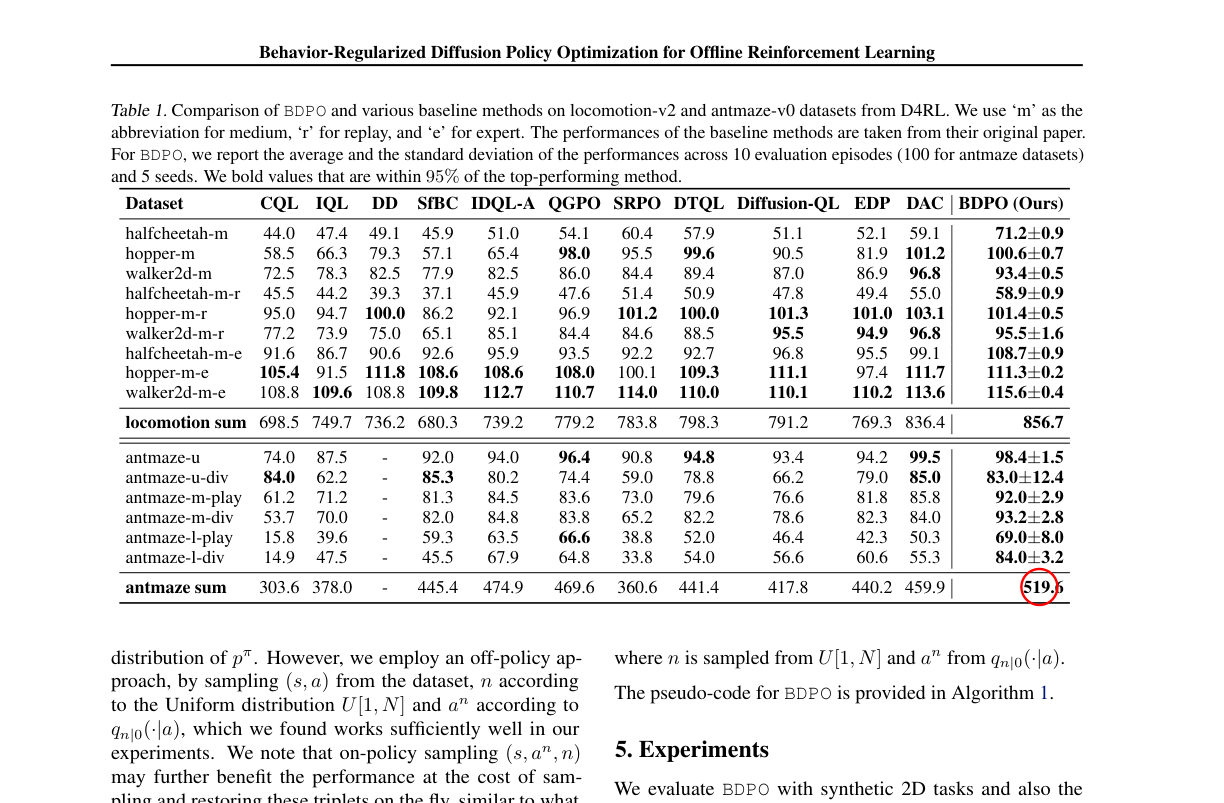 Behavior-Regularized Diffusion Policy Optimization for Offline Reinforcement Learning
Table 1. Comparison of BDPO and various baseline methods on locomotion-v2 and antmaze-v0 datasets from D4RL. We use ‘m’ as the
abbreviation for medium, ‘r’ for replay, and ‘e’ for expert. The performances of the baseline methods are taken from their original paper.
For BDPO, we report the average and the standard deviation of the performances across 10 evaluation episodes (100 for antmaze datasets)
and 5 seeds. We bold values that are within 95% of the top-performing method.
Dataset CQL IQL DD SfBC IDQL-A QGPO SRPO DTQL Diffusion-QL EDP DAC BDPO (Ours)
halfcheetah-m 44.0 47.4 49.1 45.9 51.0 54.1 60.4 57.9 51.1 52.1 59.1 71.2±0.9
hopper-m 58.5 66.3 79.3 57.1 65.4 98.0 95.5 99.6 90.5 81.9 101.2 100.6±0.7
walker2d-m 72.5 78.3 82.5 77.9 82.5 86.0 84.4 89.4 87.0 86.9 96.8 93.4±0.5
halfcheetah-m-r 45.5 44.2 39.3 37.1 45.9 47.6 51.4 50.9 47.8 49.4 55.0 58.9±0.9
hopper-m-r 95.0 94.7 100.0 86.2 92.1 96.9 101.2 100.0 101.3 101.0 103.1 101.4±0.5
walker2d-m-r 77.2 73.9 75.0 65.1 85.1 84.4 84.6 88.5 95.5 94.9 96.8 95.5±1.6
halfcheetah-m-e 91.6 86.7 90.6 92.6 95.9 93.5 92.2 92.7 96.8 95.5 99.1 108.7±0.9
hopper-m-e 105.4 91.5 111.8 108.6 108.6 108.0 100.1 109.3 111.1 97.4 111.7 111.3±0.2
walker2d-m-e 108.8 109.6 108.8 109.8 112.7 110.7 114.0 110.0 110.1 110.2 113.6 115.6±0.4
locomotion sum 698.5 749.7 736.2 680.3 739.2 779.2 783.8 798.3 791.2 769.3 836.4 856.7
antmaze-u 74.0 87.5 - 92.0 94.0 96.4 90.8 94.8 93.4 94.2 99.5 98.4±1.5
antmaze-u-div 84.0 62.2 - 85.3 80.2 74.4 59.0 78.8 66.2 79.0 85.0 83.0±12.4
antmaze-m-play 61.2 71.2 - 81.3 84.5 83.6 73.0 79.6 76.6 81.8 85.8 92.0±2.9
antmaze-m-div 53.7 70.0 - 82.0 84.8 83.8 65.2 82.2 78.6 82.3 84.0 93.2±2.8
antmaze-l-play 15.8 39.6 - 59.3 63.5 66.6 38.8 52.0 46.4 42.3 50.3 69.0±8.0
antmaze-l-div 14.9 47.5 - 45.5 67.9 64.8 33.8 54.0 56.6 60.6 55.3 84.0±3.2
antmaze sum 303.6 378.0 - 445.4 474.9 469.6 360.6 441.4 417.8 440.2 459.9 519.6
distribution of p^π. However, we employ an off-policy ap-
proach, by sampling (s, a) from the dataset, n according
to the Uniform distribution U[1, N] and a^n according to
q_{n|0}(·|a), which we found works sufficiently well in our
experiments. We note that on-policy sampling (s, a^n, n)
may further benefit the performance at the cost of sam-
pling and restoring these triplets on the fly, similar to what
where n is sampled from U[1, N] and a^n from q_{n|0}(·|a).
The pseudo-code for BDPO is provided in Algorithm 1.
5. Experiments
We evaluate BDPO with synthetic 2D tasks and also the